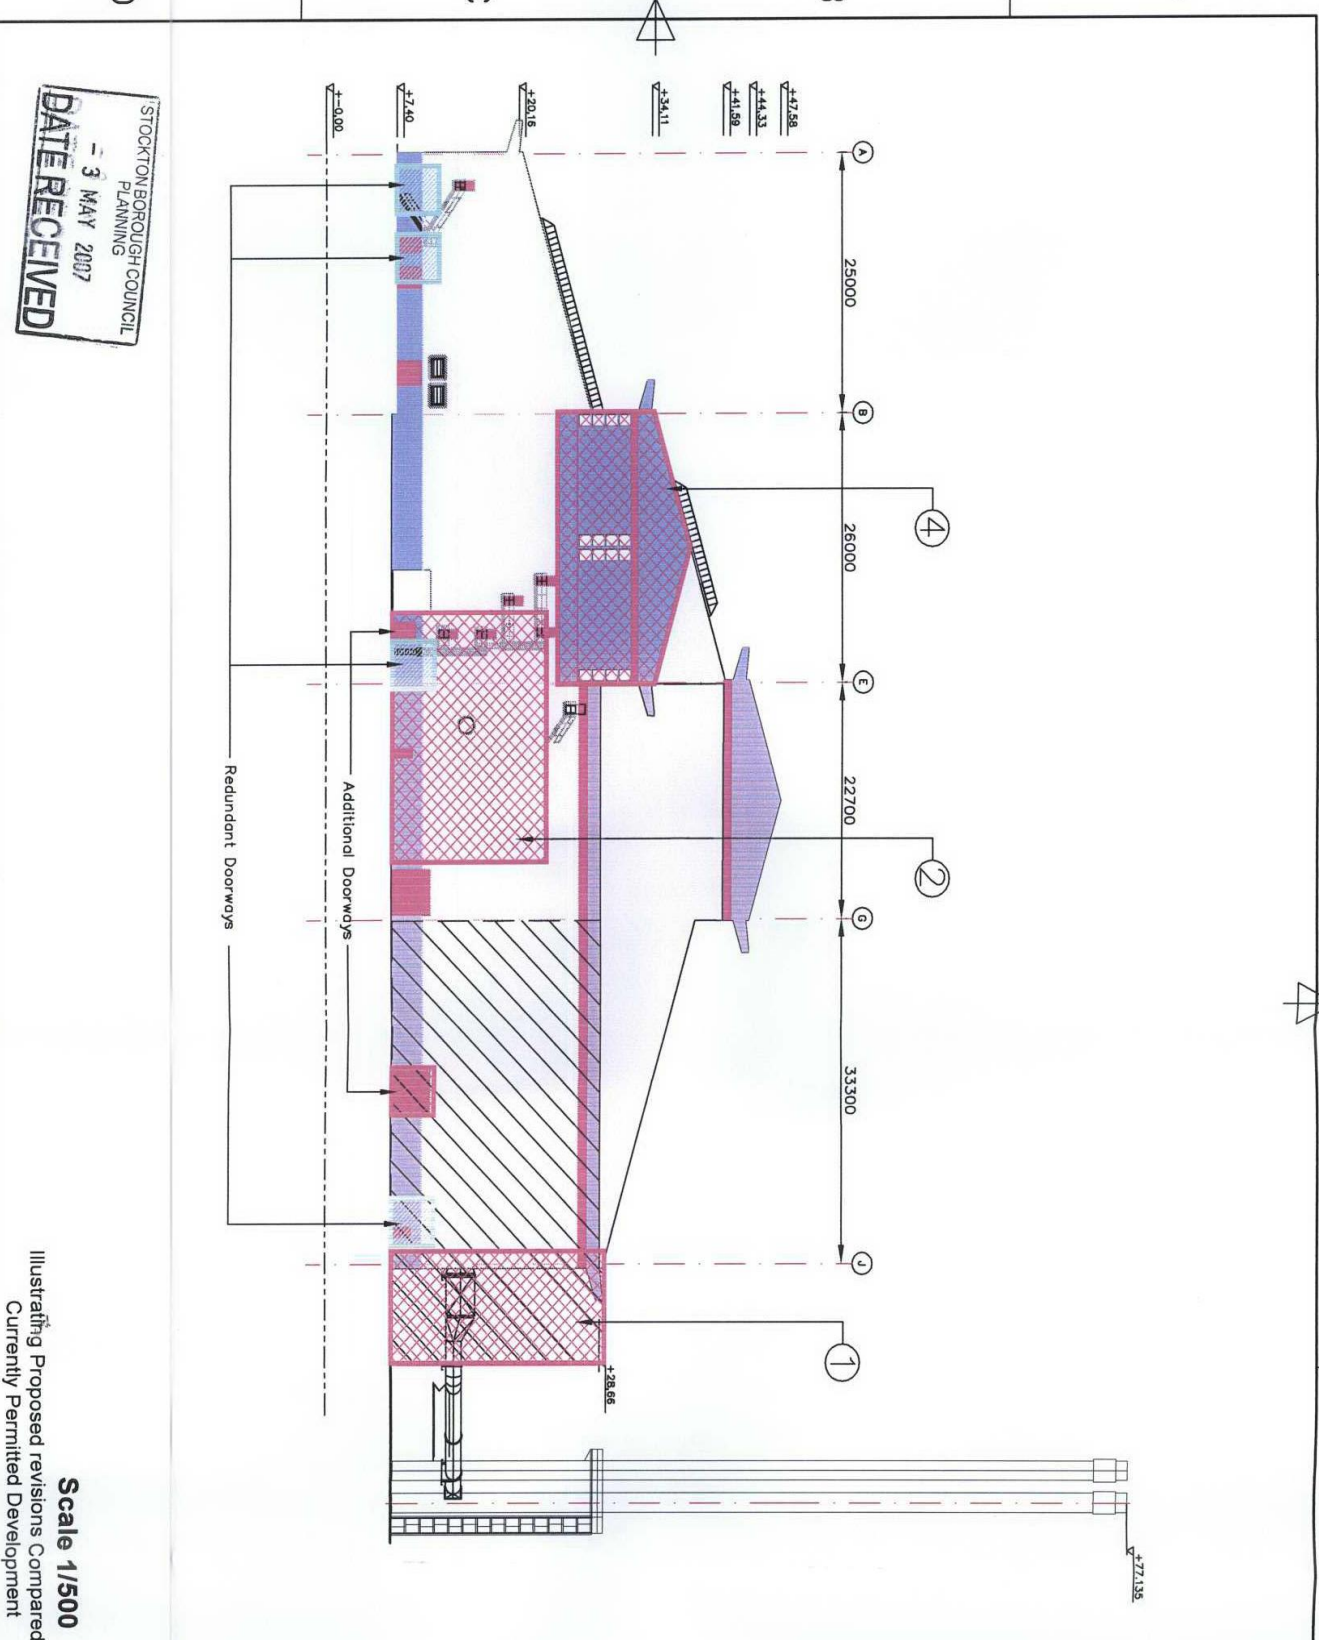 +77.135
+47.58
+44.33
+41.59
+34.11
+20.16
+7.40
+-0.00
A
B
E
G
J
25000
26000
22700
33300
4
2
1
+28.66
Additional Doorways
Redundant Doorways
STOCKTON BOROUGH COUNCIL
PLANNING
- 3 MAY 2007
DATE RECEIVED
Scale 1/500
Illustrating Proposed revisions Compared
Currently Permitted Development